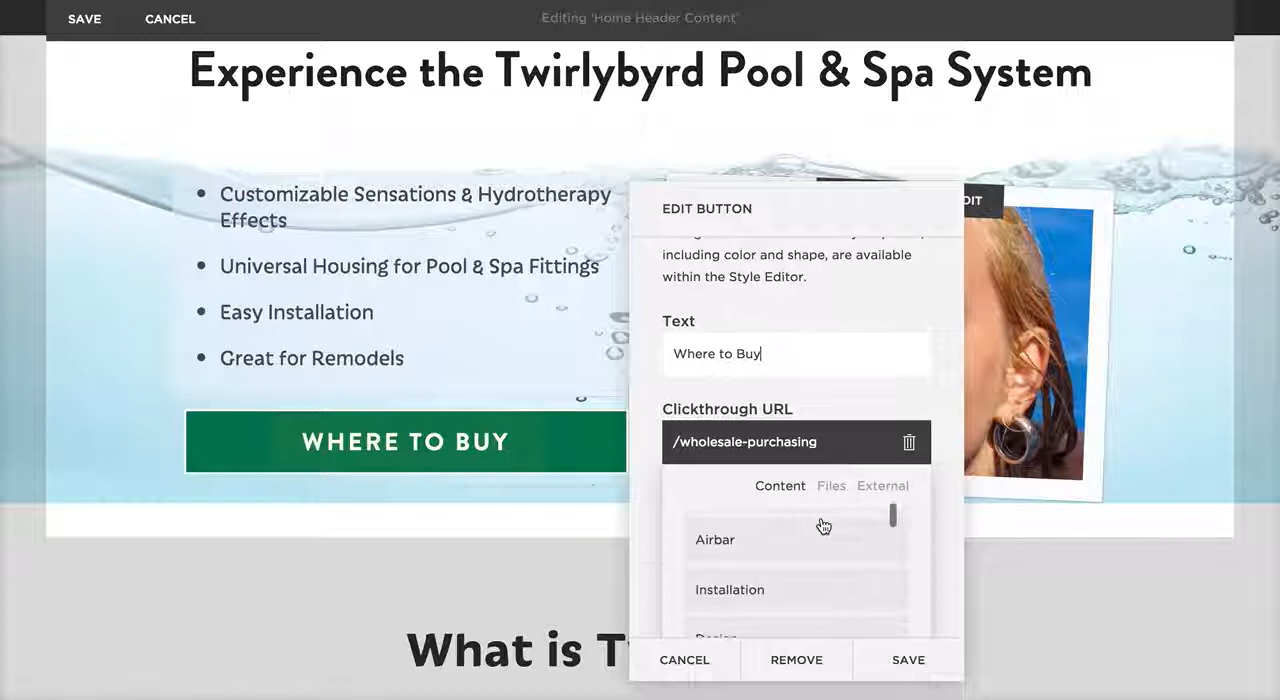 SAVE CANCEL Editing 'Home Header Content'
Experience the Twirlybyrd Pool & Spa System
• Customizable Sensations & Hydrotherapy
Effects
• Universal Housing for Pool & Spa Fittings
• Easy Installation
• Great for Remodels
WHERE TO BUY
EDIT BUTTON
including color and shape, are available
within the Style Editor.
Text
Where to Buy
Clickthrough URL
/wholesale-purchasing
Content Files External
Airbar
Installation
CANCEL REMOVE SAVE
DIT
What is T